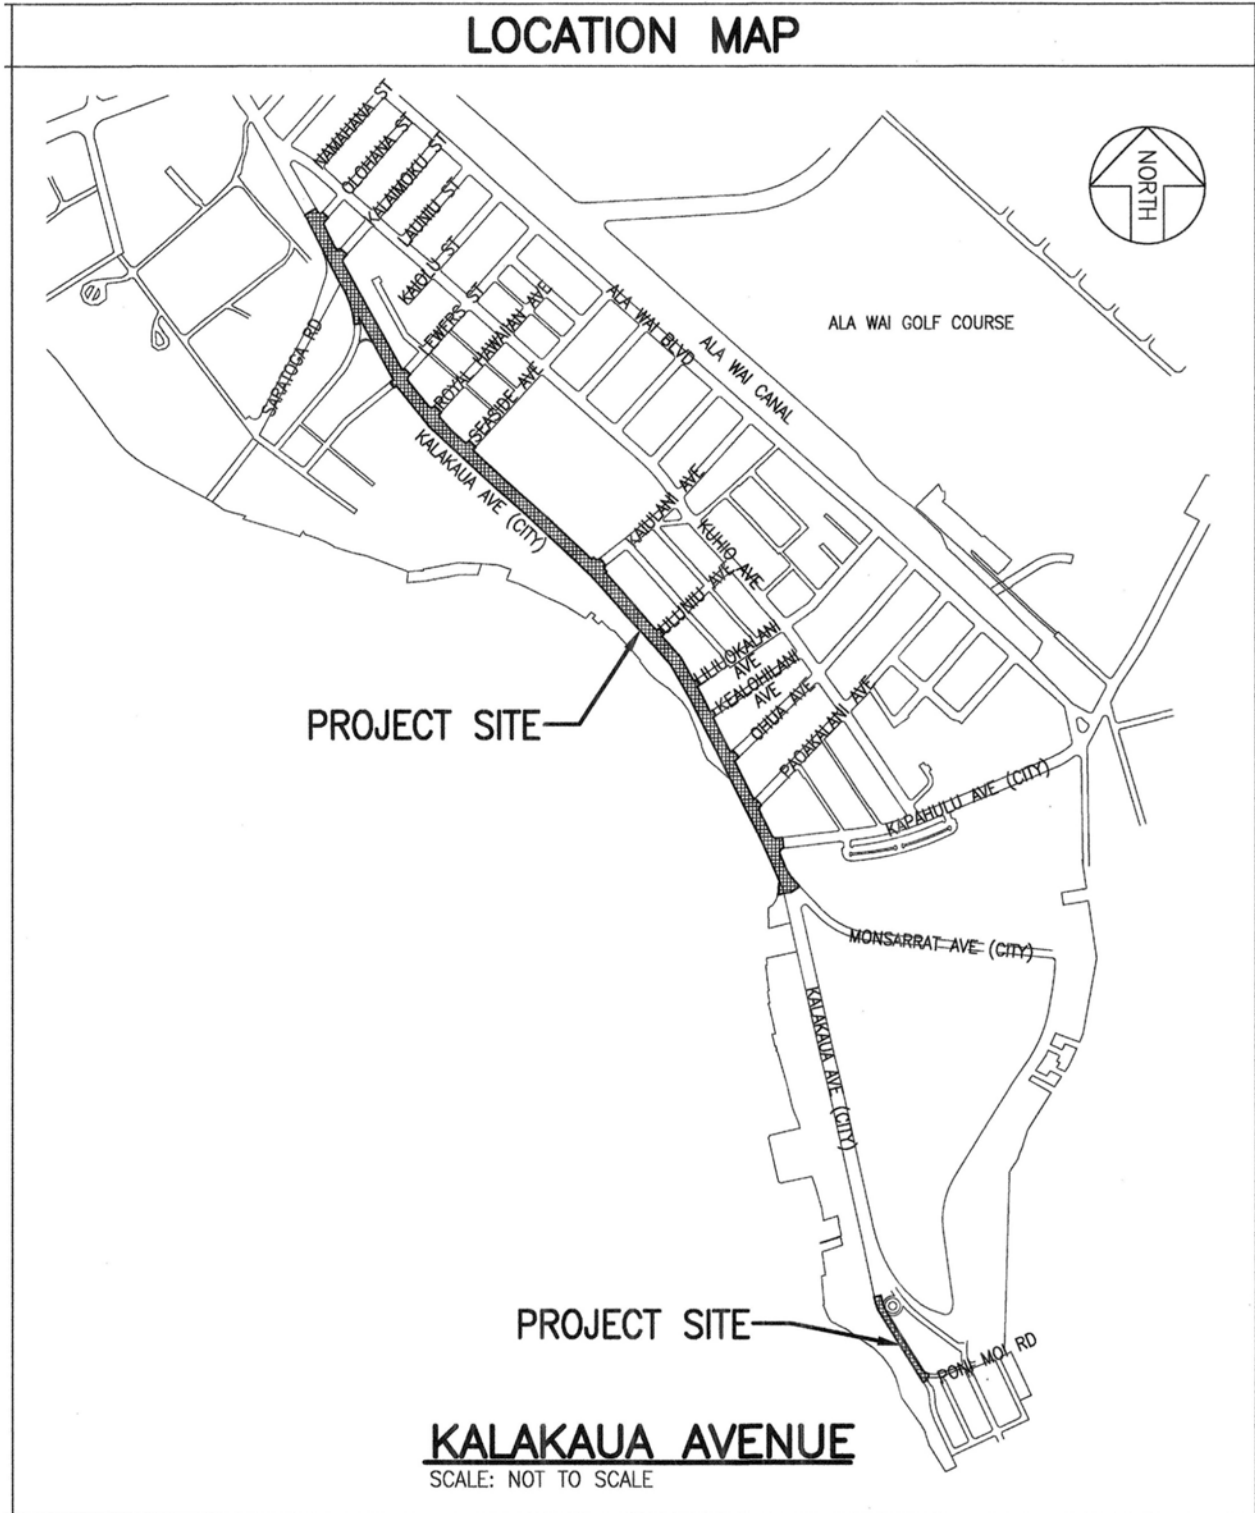 LOCATION MAP
NAMAHANA ST
OLOHANA ST
KALAIMOKU ST
LAUNIU ST
KAIOLU ST
LEWERS ST
ROYAL HAWAIIAN AVE
SEASIDE AVE
SARATOGA RD
KALAKAUA AVE (CITY)
ALA WAI BLVD
ALA WAI CANAL
ALA WAI GOLF COURSE
NORTH
KAIULANI AVE
KUHIO AVE
ULUNIU AVE
LILIUOKALANI
AVE
KEALOHILANI
AVE
OHUA AVE
PAOAKALANI AVE
PROJECT SITE
KAPAHULU AVE (CITY)
MONSARRAT AVE (CITY)
KALAKAUA AVE (CITY)
PROJECT SITE
PONI MOI RD
KALAKAUA AVENUE
SCALE: NOT TO SCALE